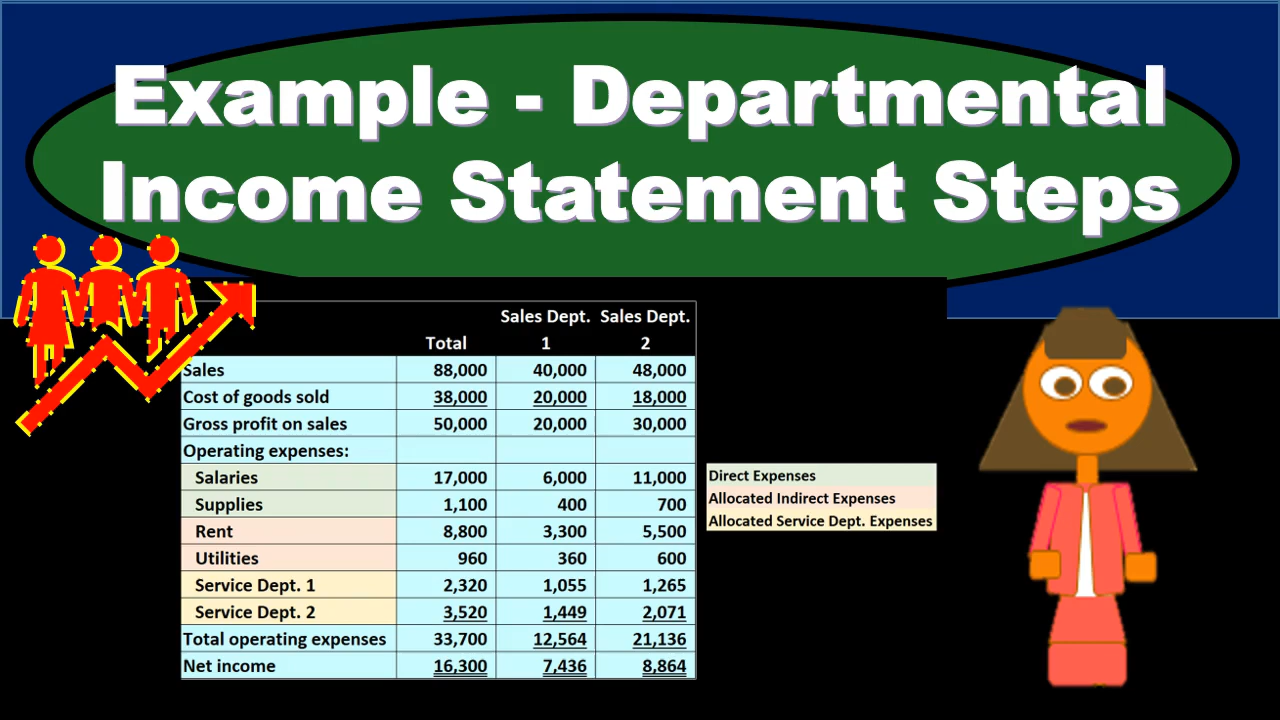 Example - Departmental
Income Statement Steps
Sales Dept. Sales Dept.
Total 1 2
Sales 88,000 40,000 48,000
Cost of goods sold 38,000 20,000 18,000
Gross profit on sales 50,000 20,000 30,000
Operating expenses:
Salaries 17,000 6,000 11,000
Supplies 1,100 400 700
Rent 8,800 3,300 5,500
Utilities 960 360 600
Service Dept. 1 2,320 1,055 1,265
Service Dept. 2 3,520 1,449 2,071
Total operating expenses 33,700 12,564 21,136
Net income 16,300 7,436 8,864
Direct Expenses
Allocated Indirect Expenses
Allocated Service Dept. Expenses